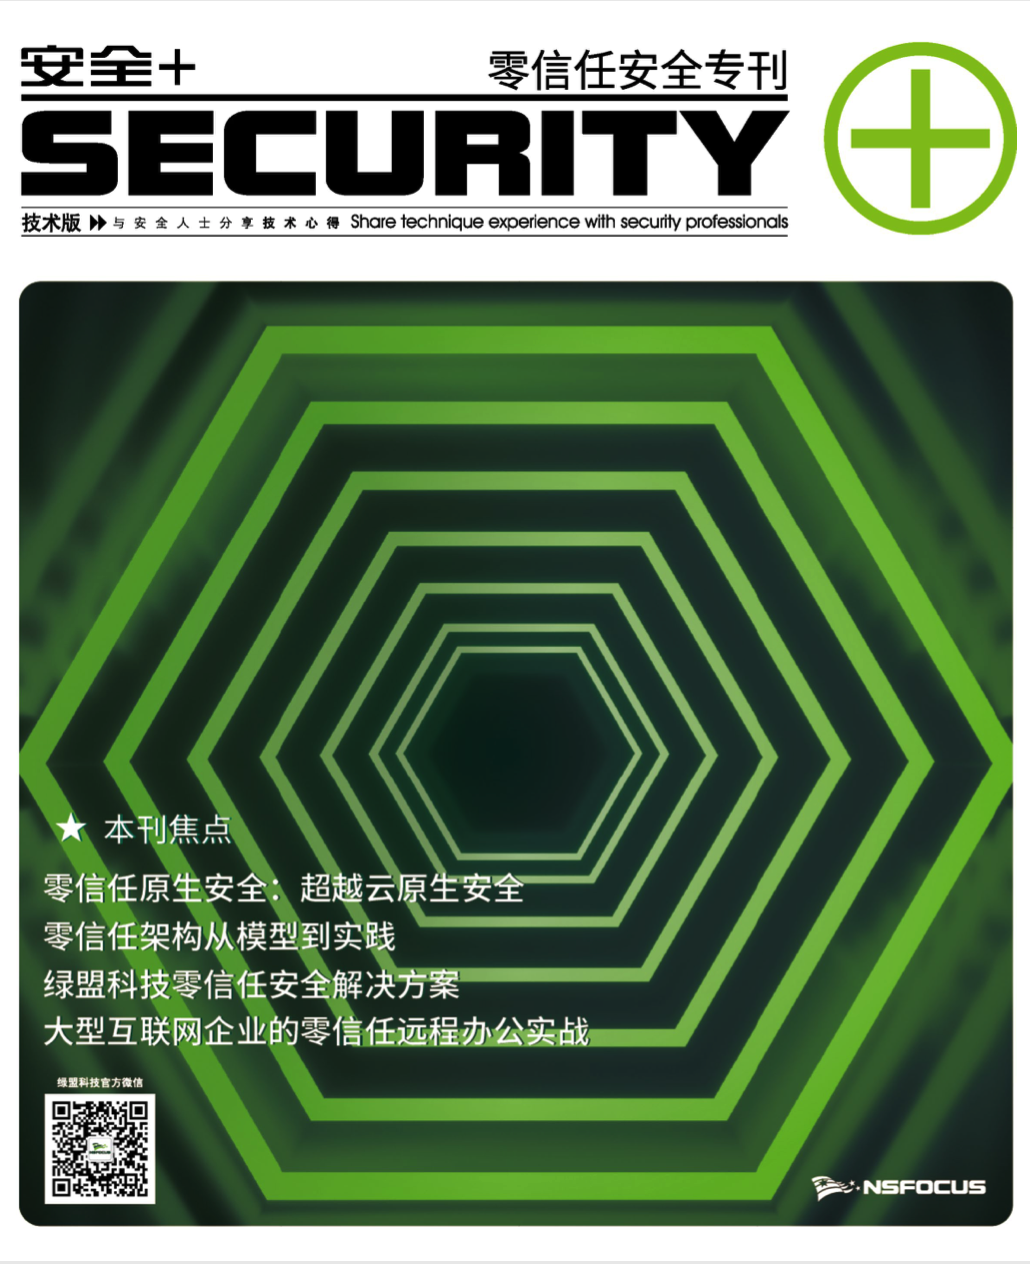 安全+
零信任安全专刊
SECURITY
技术版 与安全人士分享技术心得 Share technique experience with security professionals
★ 本刊焦点
零信任原生安全：超越云原生安全
零信任架构从模型到实践
绿盟科技零信任安全解决方案
大型互联网企业的零信任远程办公实战
绿盟科技官方微信
NSFOCUS
NSFOCUS